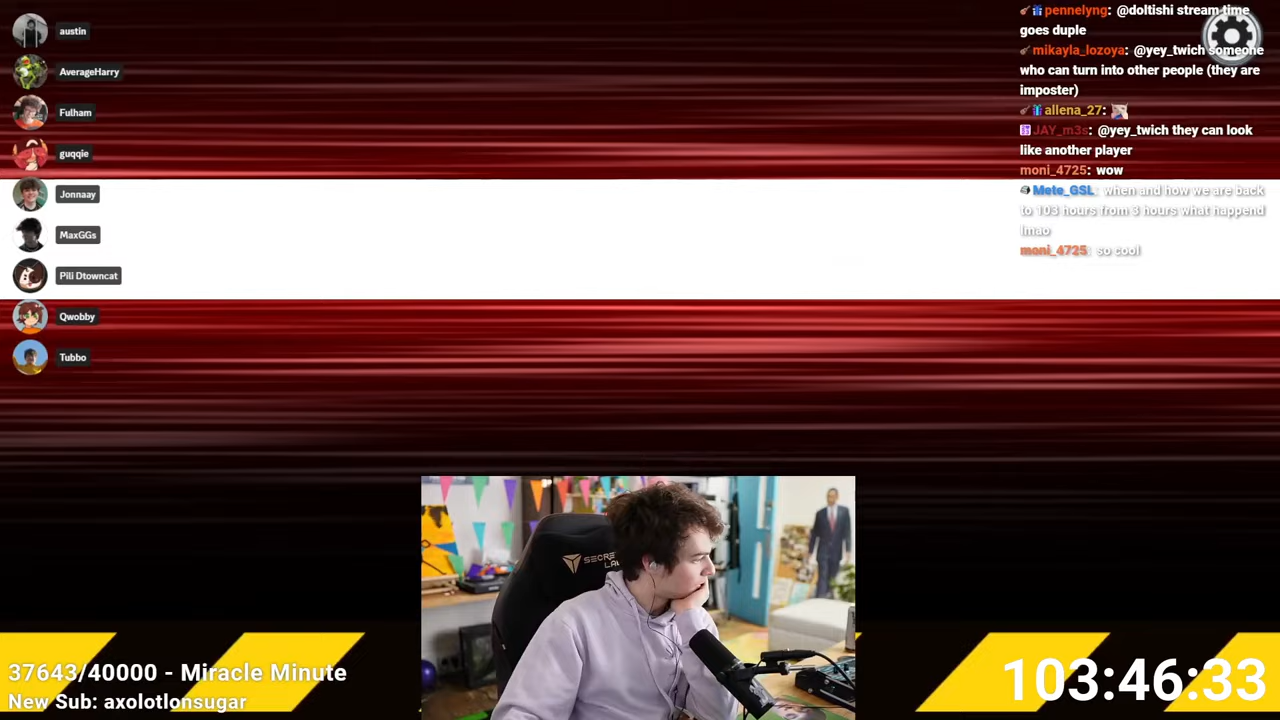 austin
AverageHarry
Fulham
guqqie
Jonnaay
MaxGGs
Pili Dtowncat
Qwobby
Tubbo
pennelyng: @doltishi stream time
goes duple
mikayla_lozoya: @yey_twich someone
who can turn into other people (they are
imposter)
allena_27:
JAY_m3s: @yey_twich they can look
like another player
moni_4725: wow
Mete_GSL: when and how we are back
to 103 hours from 3 hours what happend
lmao
moni_4725: so cool
SECRE
LA
37643/40000 - Miracle Minute
New Sub: axolotlonsugar
103:46:33